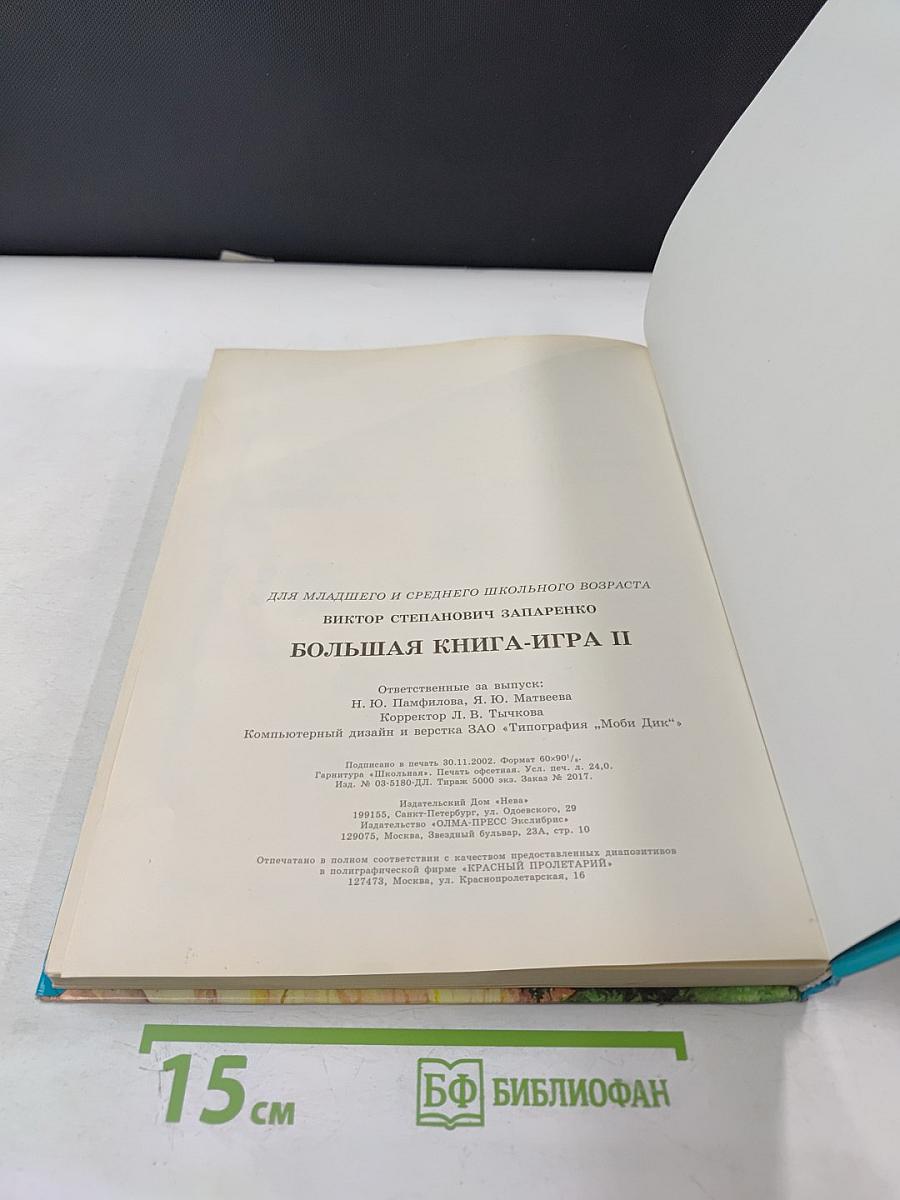 ДЛЯ МЛАДШЕГО И СРЕДНЕГО ШКОЛЬНОГО ВОЗРАСТА
ВИКТОР СТЕПАНОВИЧ ЗАПАРЕНКО
БОЛЬШАЯ КНИГА-ИГРА II
Ответственные за выпуск:
Н. Ю. Памфилова, Я. Ю. Матвеева
Корректор Л. В. Тычкова
Компьютерный дизайн и верстка ЗАО «Типография „Моби Дик“»
Подписано в печать 30.11.2002. Формат 60×90¹/₈.
Гарнитура «Школьная». Печать офсетная. Усл. печ. л. 24,0.
Изд. № 03-5180-ДЛ. Тираж 5000 экз. Заказ № 2017.
Издательский Дом «Нева»
199155, Санкт-Петербург, ул. Одоевского, 29
Издательство «ОЛМА-ПРЕСС Экслибрис»
129075, Москва, Звездный бульвар, 23А, стр. 10
Отпечатано в полном соответствии с качеством предоставленных диапозитивов
в полиграфической фирме «КРАСНЫЙ ПРОЛЕТАРИЙ»
127473, Москва, ул. Краснопролетарская, 16
15 см
БФ БИБЛИОФАН